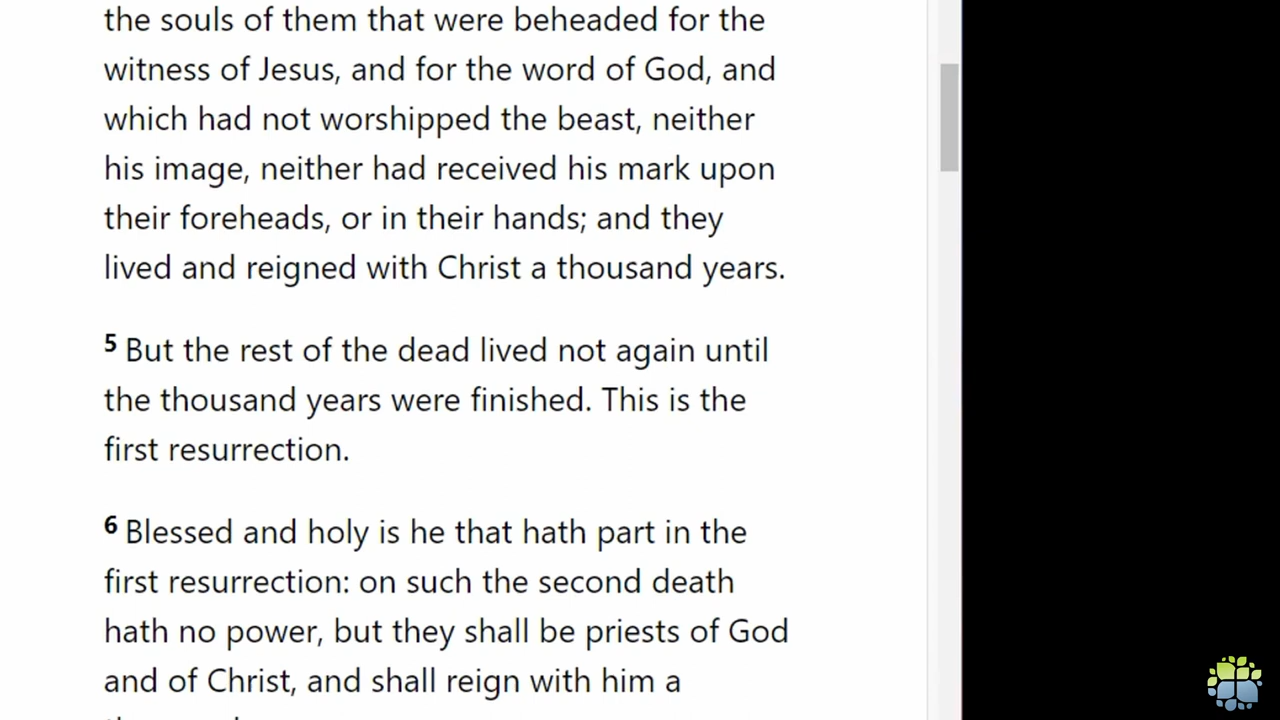 the souls of them that were beheaded for the
witness of Jesus, and for the word of God, and
which had not worshipped the beast, neither
his image, neither had received his mark upon
their foreheads, or in their hands; and they
lived and reigned with Christ a thousand years.
5 But the rest of the dead lived not again until
the thousand years were finished. This is the
first resurrection.
6 Blessed and holy is he that hath part in the
first resurrection: on such the second death
hath no power, but they shall be priests of God
and of Christ, and shall reign with him a